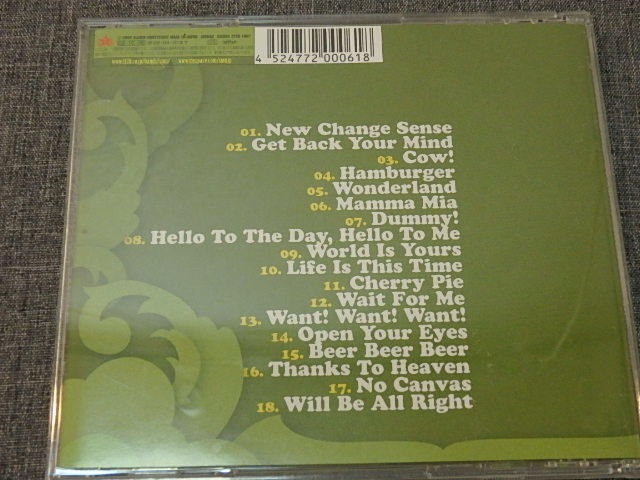 4 524772 000618
01. New Change Sense
02. Get Back Your Mind
03. Cow!
04. Hamburger
05. Wonderland
06. Mamma Mia
07. Dummy!
08. Hello To The Day, Hello To Me
09. World Is Yours
10. Life Is This Time
11. Cherry Pie
12. Wait For Me
13. Want! Want! Want!
14. Open Your Eyes
15. Beer Beer Beer
16. Thanks To Heaven
17. No Canvas
18. Will Be All Right